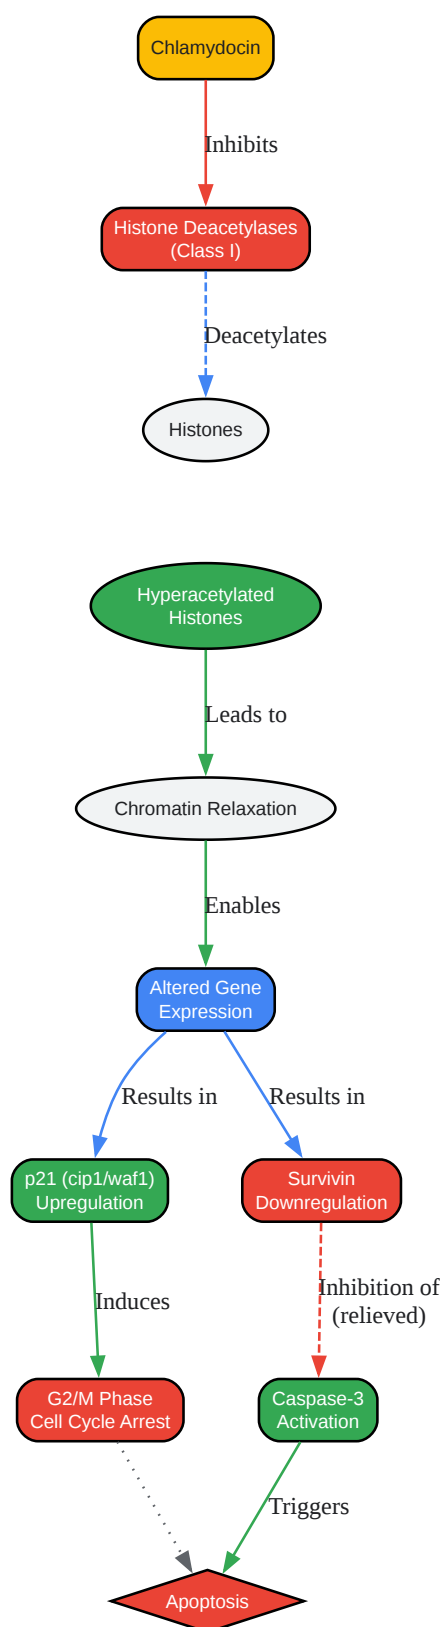 Chlamydocin
Inhibits
Histone Deacetylases
(Class I)
Deacetylates
Histones
Hyperacetylated
Histones
Leads to
Chromatin Relaxation
Enables
Altered Gene
Expression
Results in
Results in
p21 (cip1/waf1)
Upregulation
Survivin
Downregulation
Induces
Inhibition of
(relieved)
G2/M Phase
Cell Cycle Arrest
Caspase-3
Activation
Triggers
Apoptosis